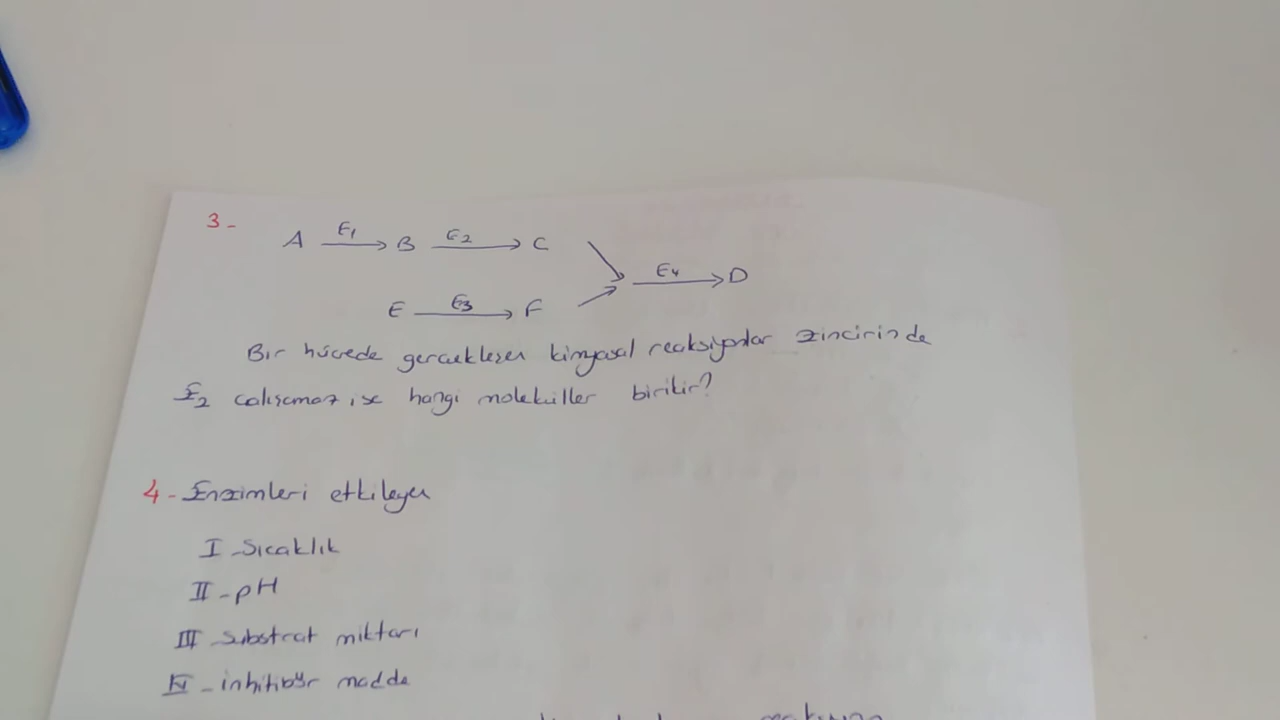 3-
A E1 → B E2 → C
E4 → D
E E3 → F
Bir hücrede gerçekleşen kimyasal reaksiyonlar zincirinde
E2 çalışamaz ise hangi moleküller birikir?
4- Enzimleri etkileyen
I - Sıcaklık
II - pH
III - Substrat miktarı
IV - inhibitör madde